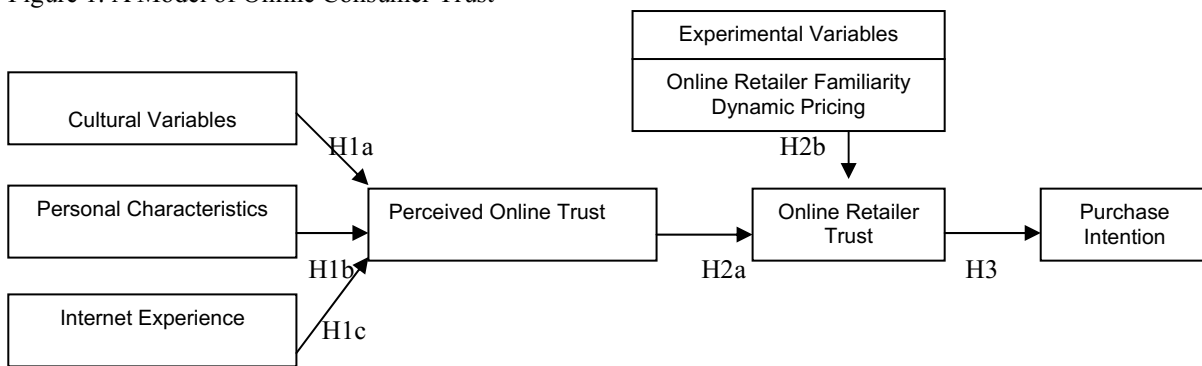 Figure 1: A Model of Online Consumer Trust
Experimental Variables
Online Retailer Familiarity
Dynamic Pricing
Cultural Variables
H1a
H2b
Personal Characteristics
Perceived Online Trust
Online Retailer
Trust
Purchase
Intention
H1b
H2a
H3
Internet Experience
H1c